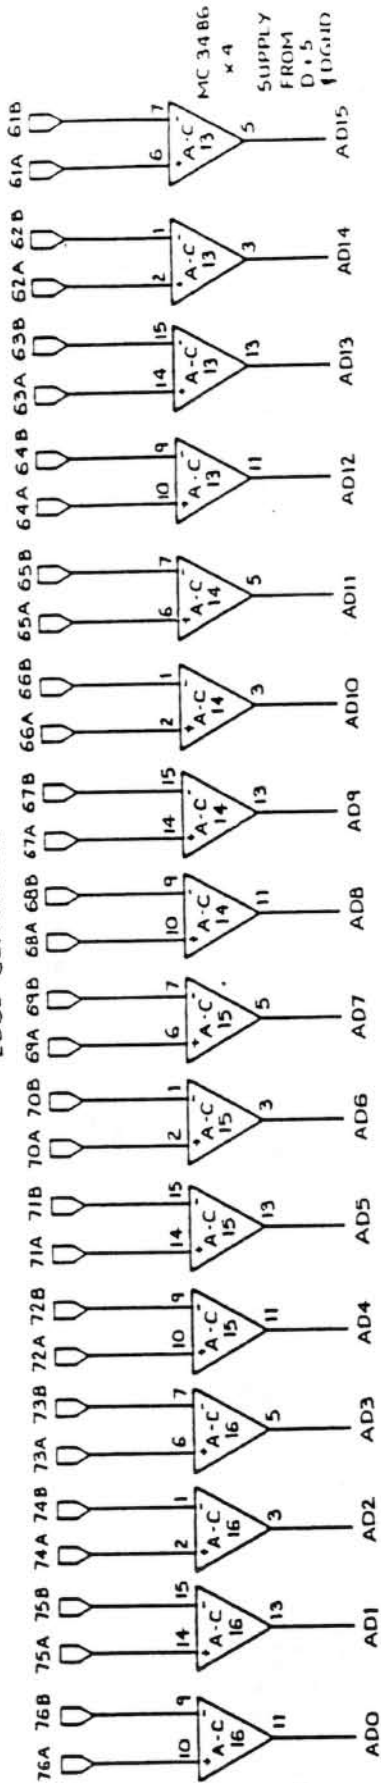 76A 76B 75A 75B 74A 74B 73A 73B 72A 72B 71A 71B 70A 70B 69A 69B 68A 68B 67A 67B 66A 66B 65A 65B 64A 64B 63A 63B 62A 62B 61A 61B
10 9 14 15 2 1 6 7 10 9 14 15 2 1 6 7 10 9 14 15 2 1 6 7 10 9 14 15 2 1 6 7
+ A-C - + A-C - + A-C - + A-C - + A-C - + A-C - + A-C - + A-C - + A-C - + A-C - + A-C - + A-C - + A-C - + A-C - + A-C - + A-C -
16 16 16 16 15 15 15 15 14 14 14 14 13 13 13 13
11 13 3 5 11 13 3 5 11 13 3 5 11 13 3 5
AD0 AD1 AD2 AD3 AD4 AD5 AD6 AD7 AD8 AD9 AD10 AD11 AD12 AD13 AD14 AD15
MC 3486
x 4
SUPPLY
FROM
D+5
DGND